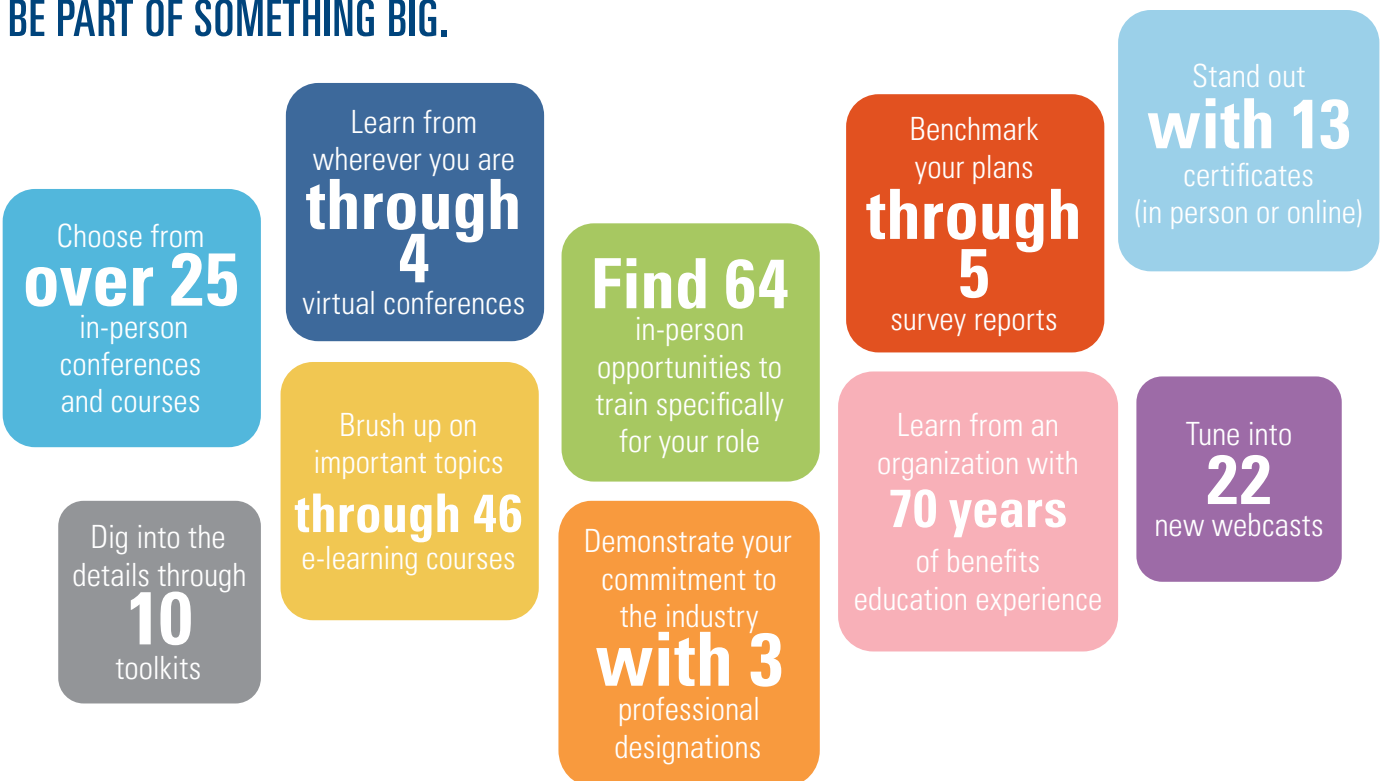 BE PART OF SOMETHING BIG.
Choose from
over 25
in-person
conferences
and courses
Learn from
wherever you are
through
4
virtual conferences
Find 64
in-person
opportunities to
train specifically
for your role
Benchmark
your plans
through
5
survey reports
Stand out
with 13
certificates
(in person or online)
Dig into the
details through
10
toolkits
Brush up on
important topics
through 46
e-learning courses
Demonstrate your
commitment to
the industry
with 3
professional
designations
Learn from an
organization with
70 years
of benefits
education experience
Tune into
22
new webcasts